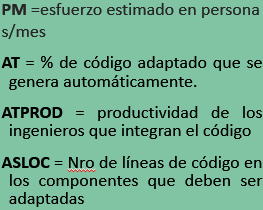 PM =esfuerzo estimado en persona
s/mes
AT = % de código adaptado que se
genera automáticamente.
ATPROD = productividad de los
ingenieros que integran el código
ASLOC = Nro de líneas de código en
los componentes que deben ser
adaptadas